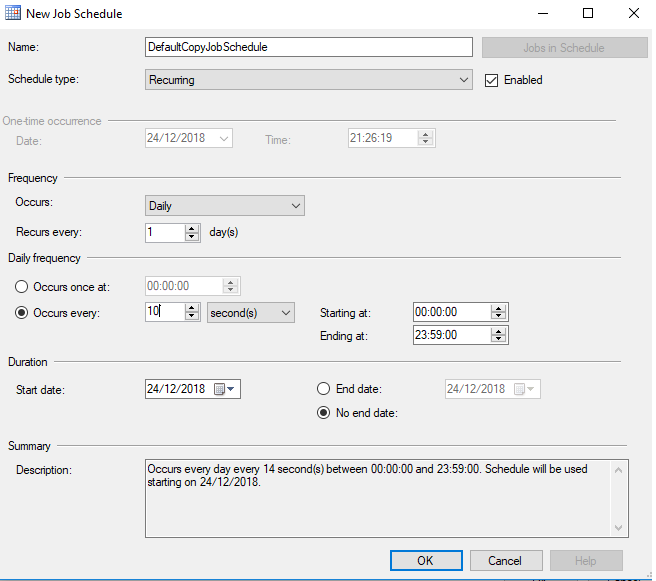 New Job Schedule
Name: DefaultCopyJobSchedule Jobs in Schedule
Schedule type: Recurring Enabled
One-time occurrence
Date: 24/12/2018 Time: 21:26:19
Frequency
Occurs: Daily
Recurs every: 1 day(s)
Daily frequency
Occurs once at: 00:00:00
Occurs every: 10 second(s) Starting at: 00:00:00
Ending at: 23:59:00
Duration
Start date: 24/12/2018 End date: 24/12/2018
No end date:
Summary
Description: Occurs every day every 14 second(s) between 00:00:00 and 23:59:00. Schedule will be used
starting on 24/12/2018.
OK Cancel Help